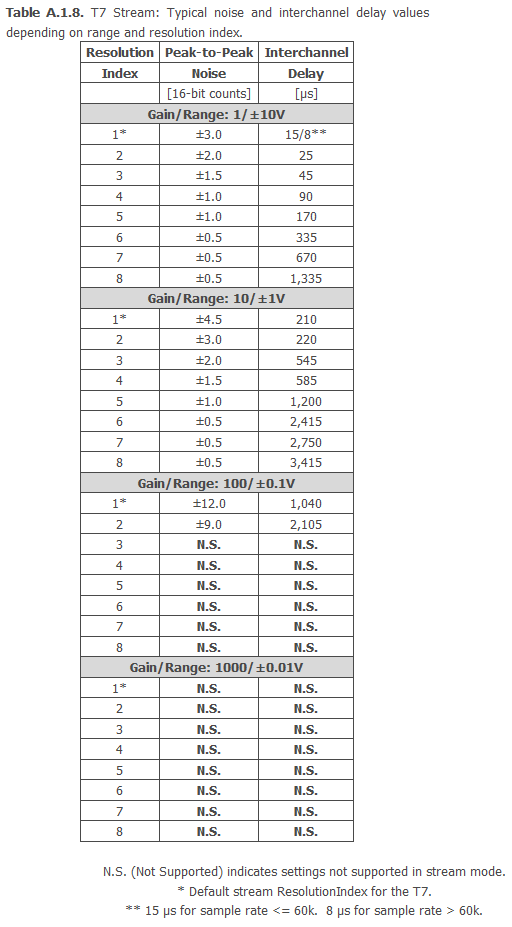 Table A.1.8. T7 Stream: Typical noise and interchannel delay values
depending on range and resolution index.
Resolution Peak-to-Peak Interchannel
Index Noise Delay
[16-bit counts] [µs]
Gain/Range: 1/±10V
1* ±3.0 15/8**
2 ±2.0 25
3 ±1.5 45
4 ±1.0 90
5 ±1.0 170
6 ±0.5 335
7 ±0.5 670
8 ±0.5 1,335
Gain/Range: 10/±1V
1* ±4.5 210
2 ±3.0 220
3 ±2.0 545
4 ±1.5 585
5 ±1.0 1,200
6 ±0.5 2,415
7 ±0.5 2,750
8 ±0.5 3,415
Gain/Range: 100/±0.1V
1* ±12.0 1,040
2 ±9.0 2,105
3 N.S. N.S.
4 N.S. N.S.
5 N.S. N.S.
6 N.S. N.S.
7 N.S. N.S.
8 N.S. N.S.
Gain/Range: 1000/±0.01V
1* N.S. N.S.
2 N.S. N.S.
3 N.S. N.S.
4 N.S. N.S.
5 N.S. N.S.
6 N.S. N.S.
7 N.S. N.S.
8 N.S. N.S.
N.S. (Not Supported) indicates settings not supported in stream mode.
* Default stream ResolutionIndex for the T7.
** 15 µs for sample rate <= 60k. 8 µs for sample rate > 60k.